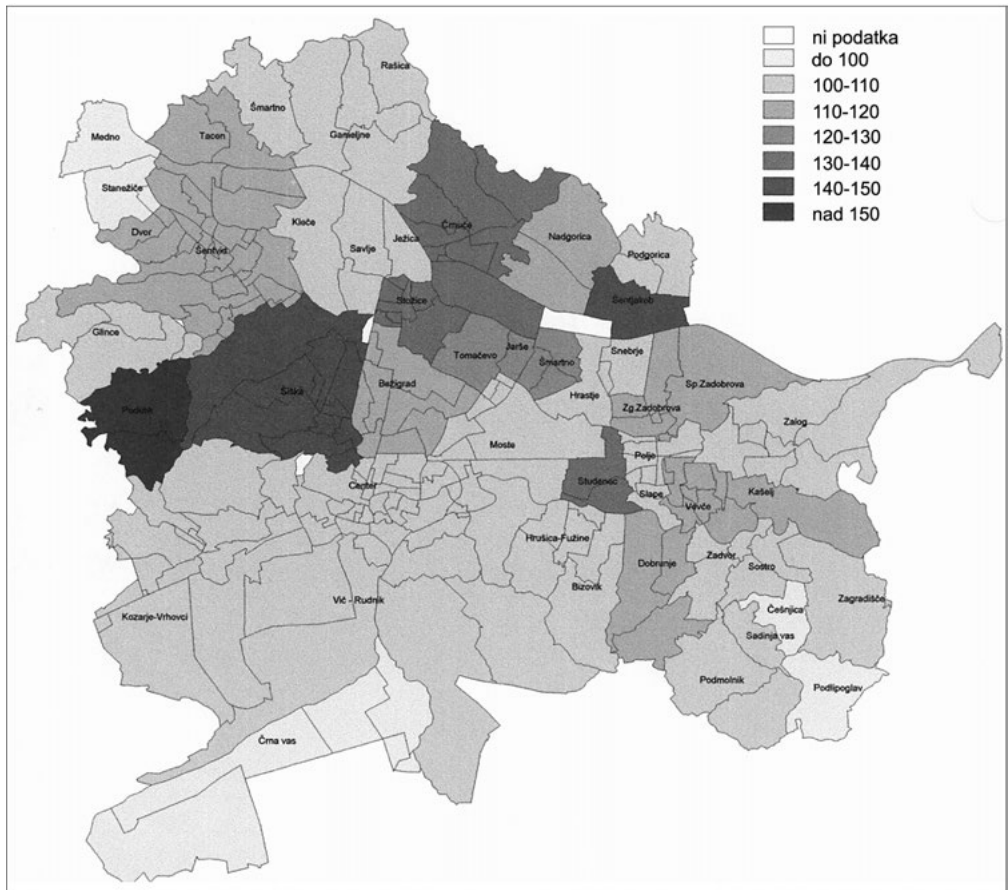 ni podatka
do 100
100-110
110-120
120-130
130-140
140-150
nad 150
Rašica
Šmartno
Gameljne
Tacen
Medno
Stanežiče
Dvor
Šentvid
Kleče
Savlje
Ježica
Črnuče
Nadgorica
Podgorica
Šentjakob
Stožice
Glince
Tomačevo
Jarše
Šmartno
Snebrje
Podutik
Šiška
Bežigrad
Hrastje
Sp.Zadobrova
Zg.Zadobrova
Zalog
Moste
Polje
Center
Studenec
Slape
Vevče
Kašelj
Hrušica-Fužine
Bizovik
Dobrunje
Zadvor
Sostro
Zagradišče
Češnjica
Sadinja vas
Kozarje-Vrhovci
Vič - Rudnik
Podmolnik
Podlipoglav
Črna vas